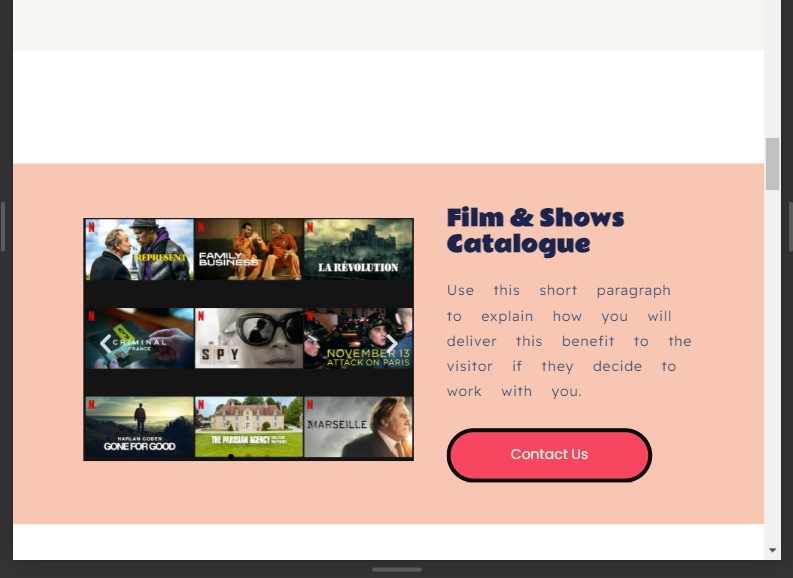 Film & Shows
Catalogue
Use this short paragraph
to explain how you will
deliver this benefit to the
visitor if they decide to
work with you.
Contact Us
N
REPRESENT
N
FAMILY
BUSINESS
N
LA RÉVOLUTION
N
CRIMINAL
FRANCE
N
SPY
N
NOVEMBER 13
ATTACK ON PARIS
N
HARLAN COBEN
GONE FOR GOOD
N
THE PARISIAN AGENCY
N
MARSEILLE